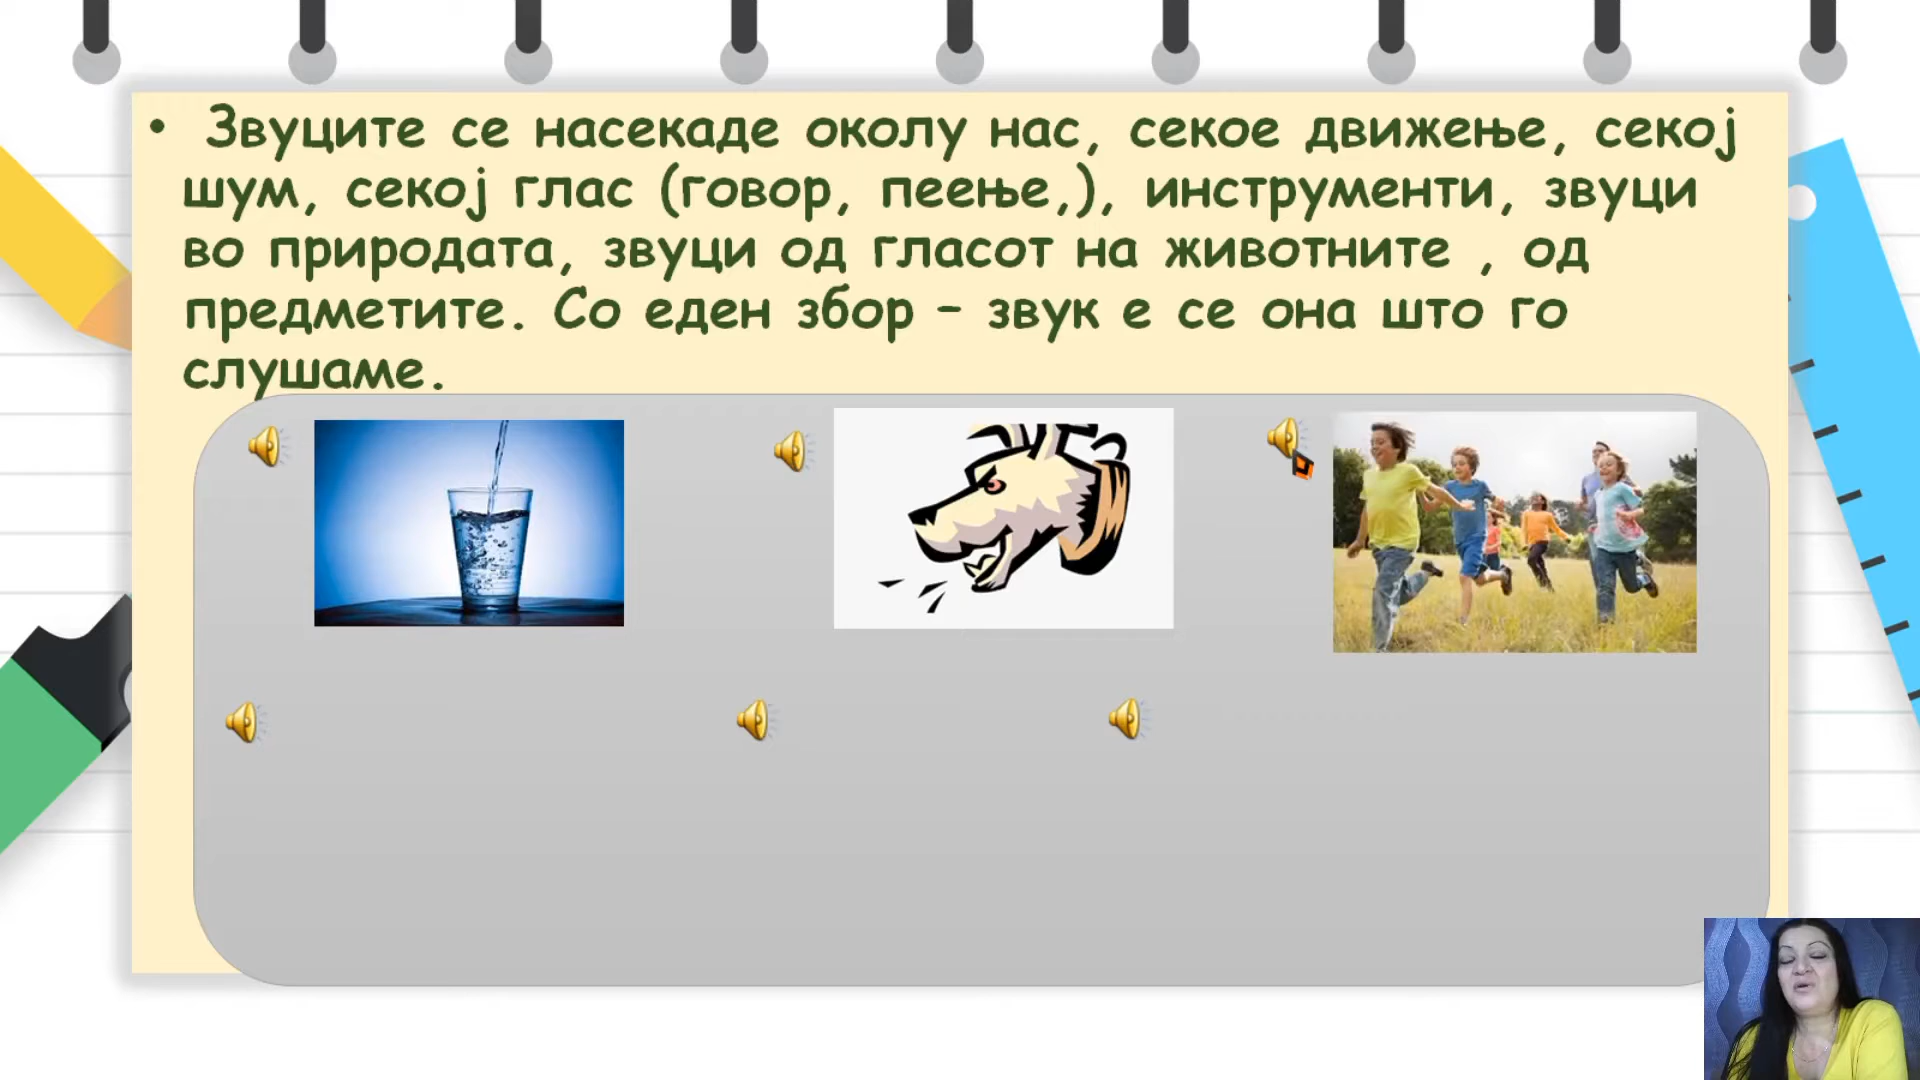 • Звуците се насекаде околу нас, секое движење, секој
шум, секој глас (говор, пеење,), инструменти, звуци
во природата, звуци од гласот на животните , од
предметите. Со еден збор – звук е се она што го
слушаме.